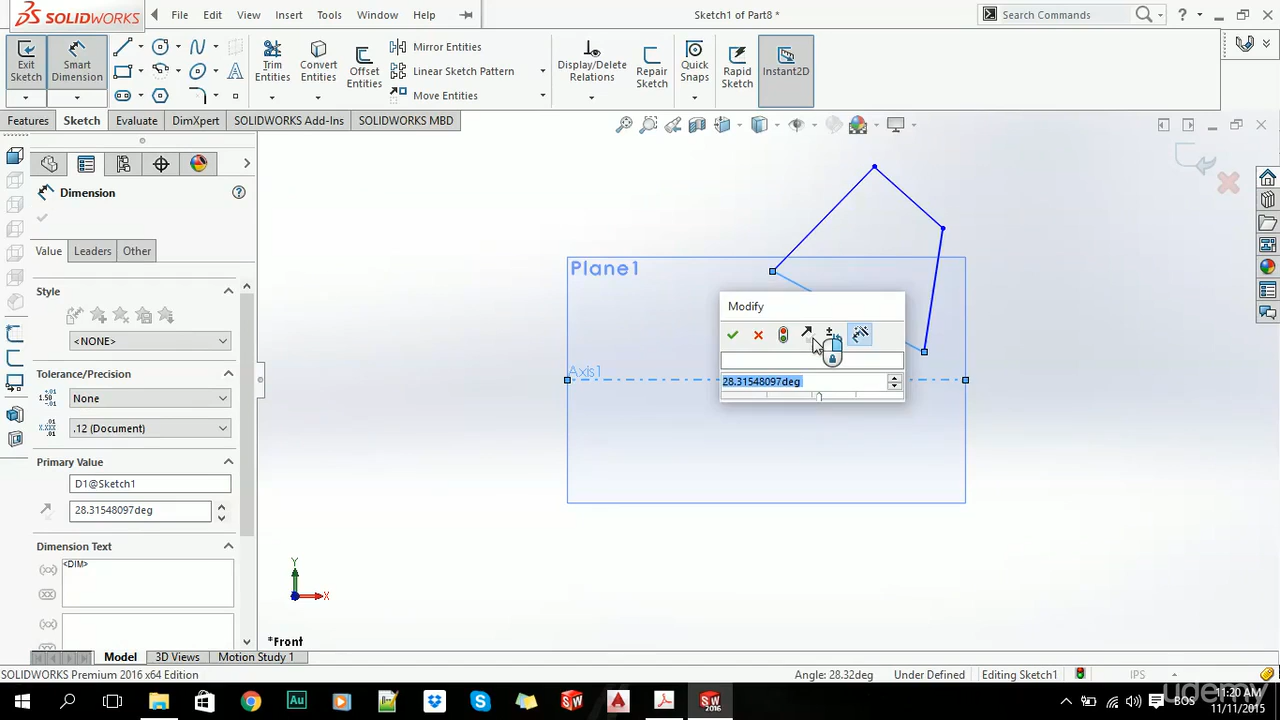 SOLIDWORKS
File
Edit
View
Insert
Tools
Window
Help
Sketch1 of Part8 *
Search Commands
?
Exit Sketch
Smart Dimension
Trim Entities
Convert Entities
Offset Entities
Mirror Entities
Linear Sketch Pattern
Move Entities
Display/Delete Relations
Repair Sketch
Quick Snaps
Rapid Sketch
Instant2D
Features
Sketch
Evaluate
DimXpert
SOLIDWORKS Add-Ins
SOLIDWORKS MBD
Dimension
Value
Leaders
Other
Style
<NONE>
Tolerance/Precision
None
.12 (Document)
Primary Value
D1@Sketch1
28.31548097deg
Dimension Text
<DIM>
Plane1
Axis1
Modify
28.31548097deg
Y
X
*Front
Model
3D Views
Motion Study 1
SOLIDWORKS Premium 2016 x64 Edition
Angle: 28.32deg
Under Defined
Editing Sketch1
IPS
BOS
11:20 AM
11/11/2015
udemy